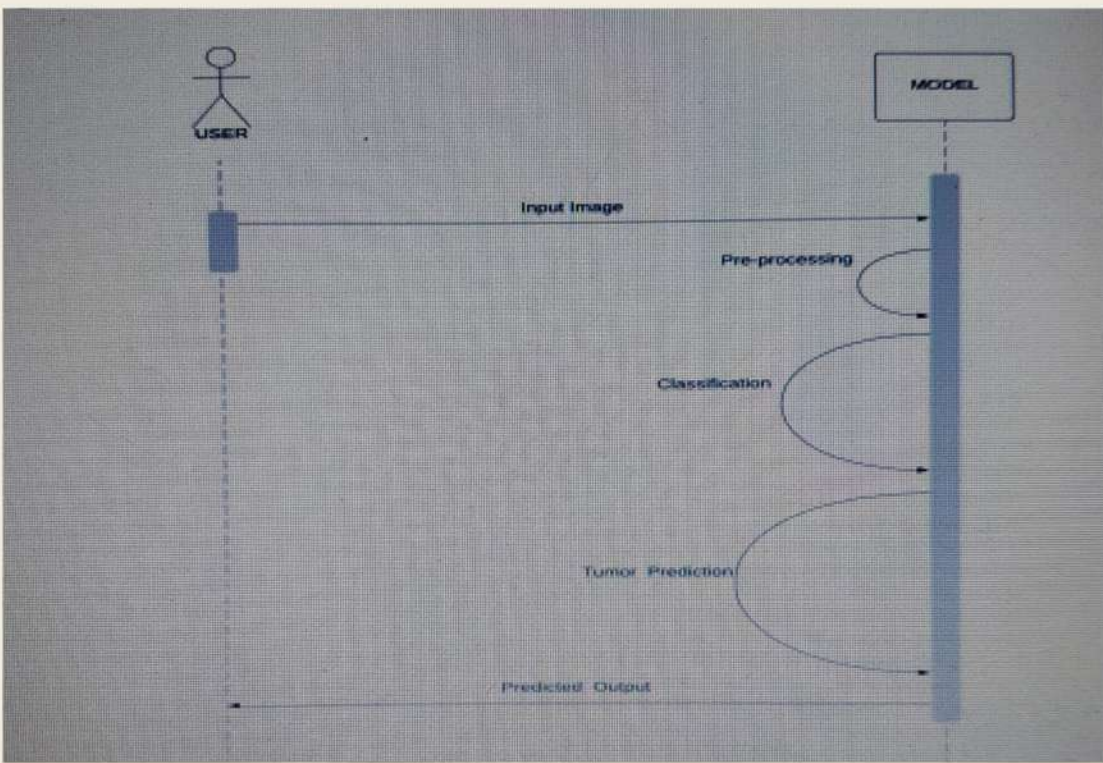 USER
MODEL
Input Image
Pre-processing
Classification
Tumor Prediction
Predicted Output